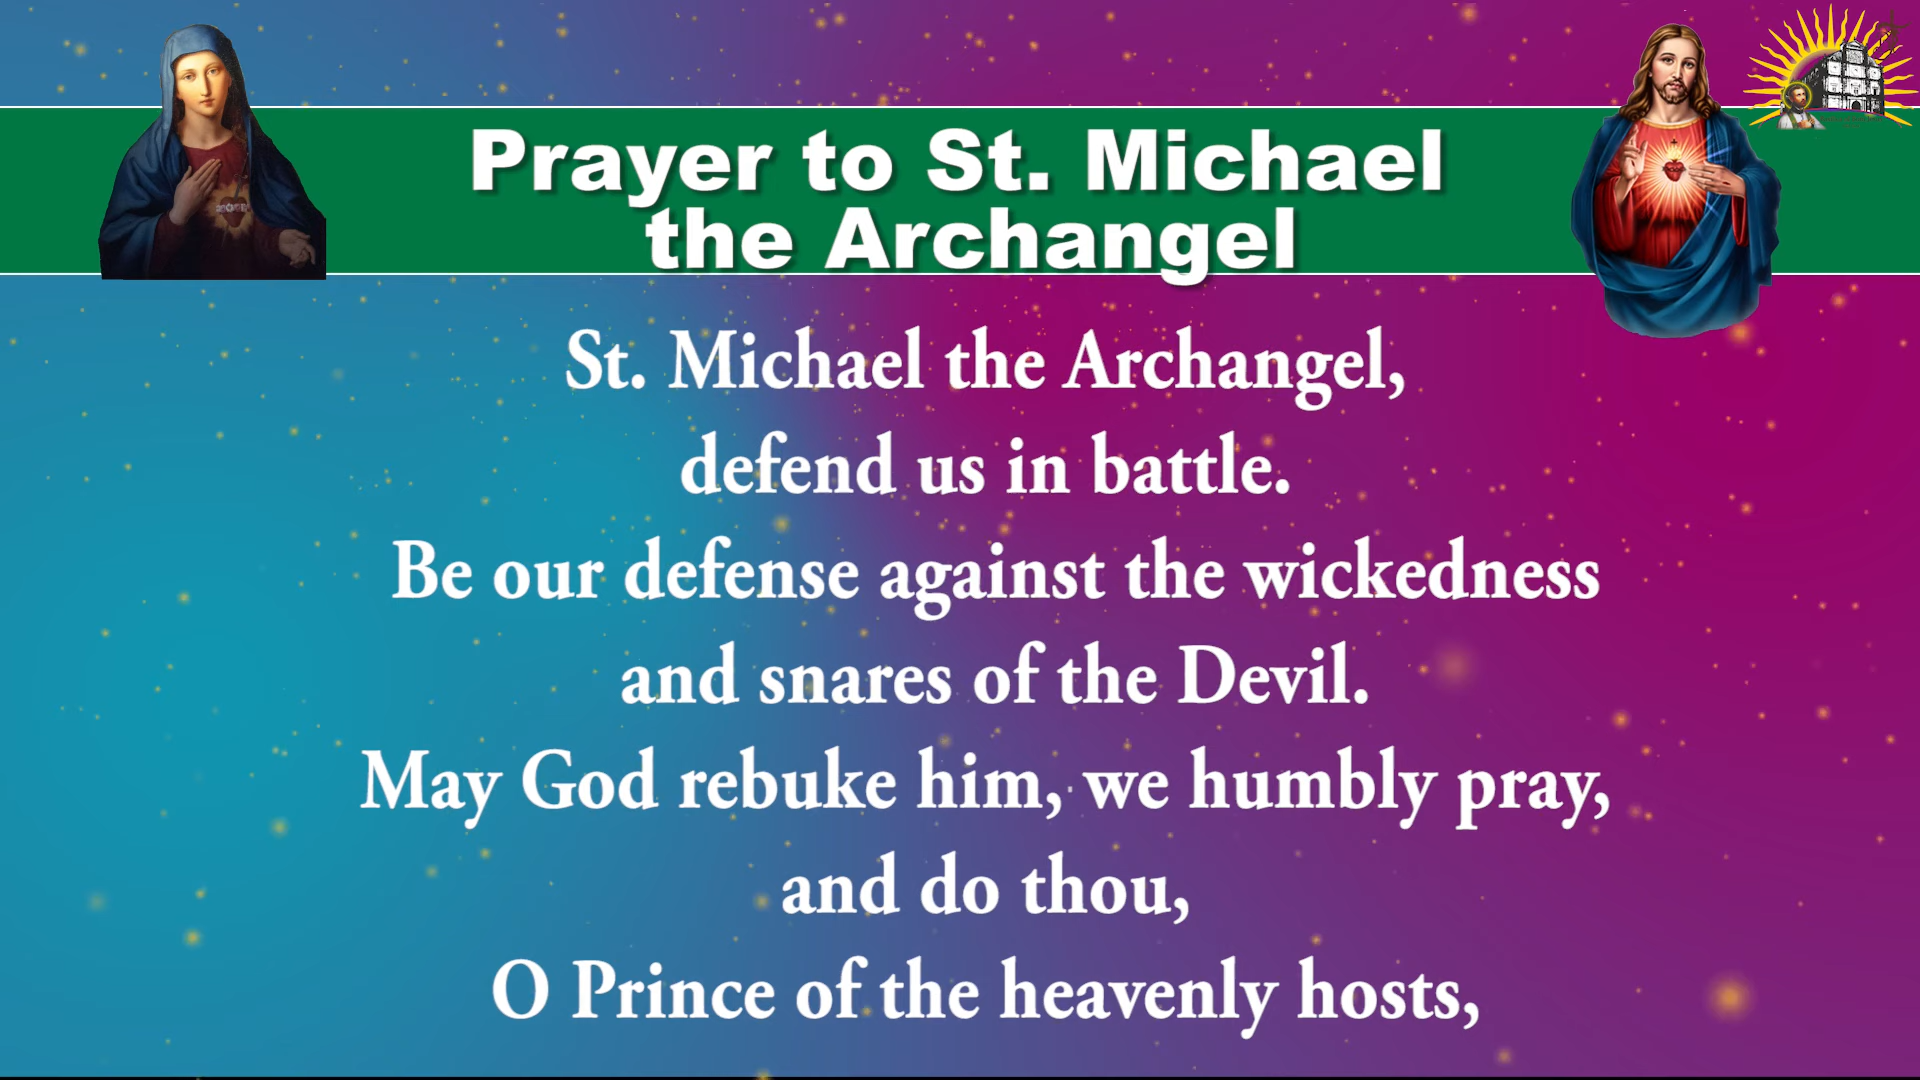 Prayer to St. Michael
the Archangel
St. Michael the Archangel,
defend us in battle.
Be our defense against the wickedness
and snares of the Devil.
May God rebuke him, we humbly pray,
and do thou,
O Prince of the heavenly hosts,